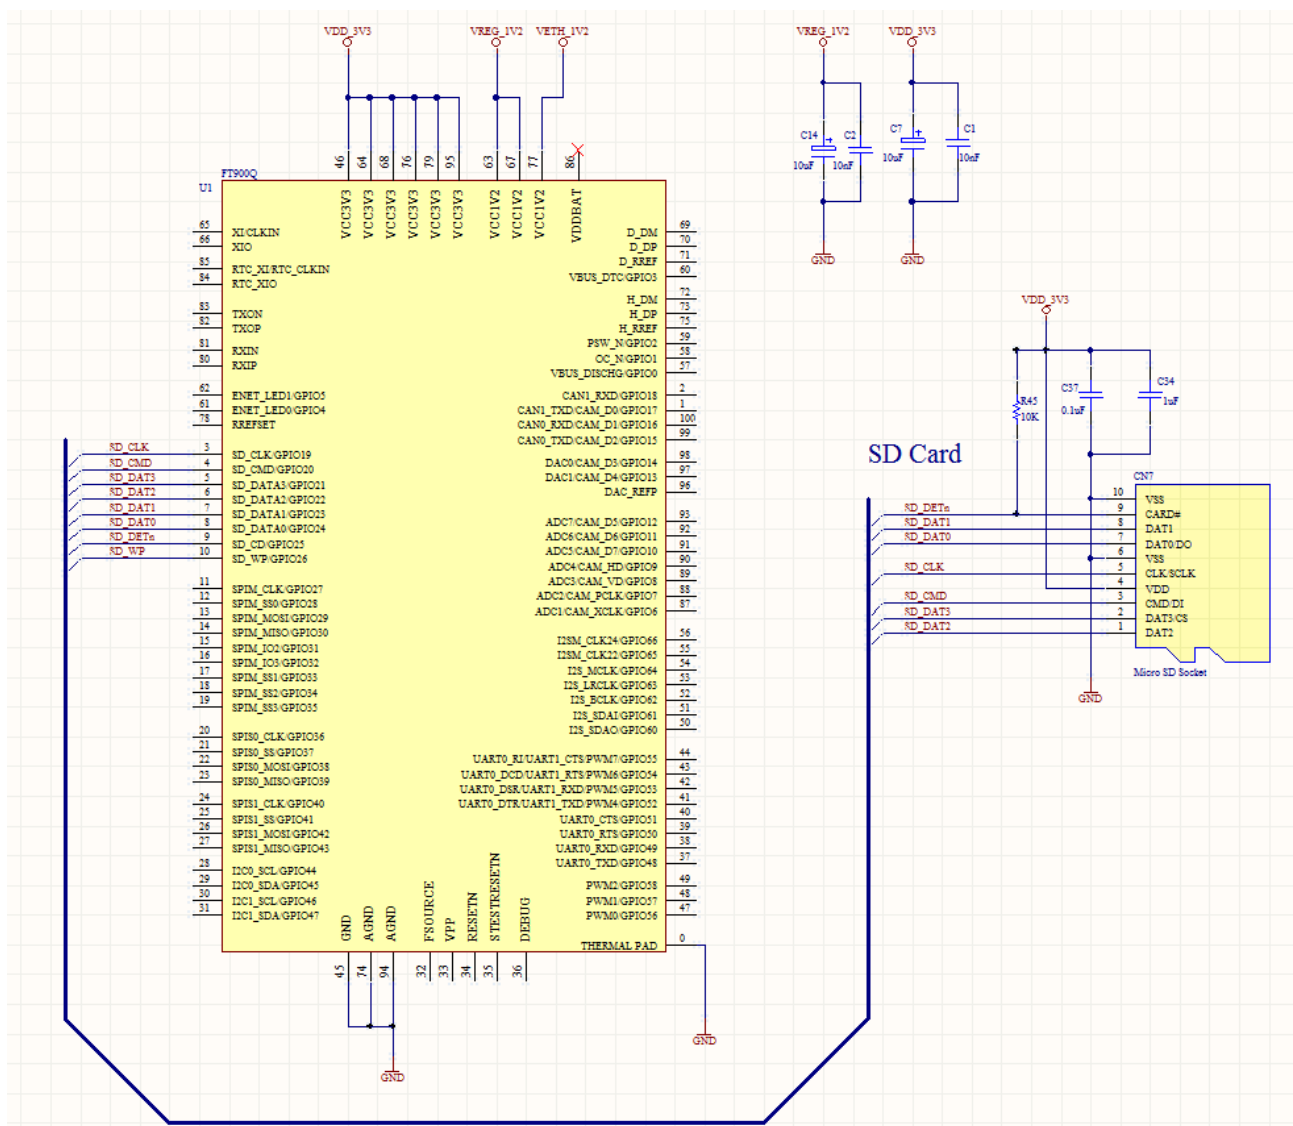 VDD_3V3
VREG_1V2
VETH_1V2
VREG_1V2
VDD_3V3
C14
10uF
C2
10nF
C7
10uF
C1
10nF
GND
GND
46
64
68
76
79
95
63
67
77
86
U1
FT900Q
VCC3V3
VCC3V3
VCC3V3
VCC3V3
VCC3V3
VCC3V3
VCC1V2
VCC1V2
VCC1V2
VDDBAT
65 XI/CLKIN
66 XIO
85 RTC_XI/RTC_CLKIN
84 RTC_XIO
83 TXON
82 TXOP
81 RXIN
80 RXIP
62 ENET_LED1/GPIO5
61 ENET_LED0/GPIO4
78 RREFSET
SD_CLK 3 SD_CLK/GPIO19
SD_CMD 4 SD_CMD/GPIO20
SD_DAT3 5 SD_DATA3/GPIO21
SD_DAT2 6 SD_DATA2/GPIO22
SD_DAT1 7 SD_DATA1/GPIO23
SD_DAT0 8 SD_DATA0/GPIO24
SD_DETn 9 SD_CD/GPIO25
SD_WP 10 SD_WP/GPIO26
11 SPIM_CLK/GPIO27
12 SPIM_SS0/GPIO28
13 SPIM_MOSI/GPIO29
14 SPIM_MISO/GPIO30
15 SPIM_IO2/GPIO31
16 SPIM_IO3/GPIO32
17 SPIM_SS1/GPIO33
18 SPIM_SS2/GPIO34
19 SPIM_SS3/GPIO35
20 SPIS0_CLK/GPIO36
21 SPIS0_SS/GPIO37
22 SPIS0_MOSI/GPIO38
23 SPIS0_MISO/GPIO39
24 SPIS1_CLK/GPIO40
25 SPIS1_SS/GPIO41
26 SPIS1_MOSI/GPIO42
27 SPIS1_MISO/GPIO43
28 I2C0_SCL/GPIO44
29 I2C0_SDA/GPIO45
30 I2C1_SCL/GPIO46
31 I2C1_SDA/GPIO47
D_DM 69
D_DP 70
D_RREF 71
VBUS_DTC/GPIO3 60
H_DM 72
H_DP 73
H_RREF 75
PSW_N/GPIO2 59
OC_N/GPIO1 58
VBUS_DISCHG/GPIO0 57
CAN1_RXD/GPIO18 2
CAN1_TXD/CAM_D0/GPIO17 1
CAN0_RXD/CAM_D1/GPIO16 100
CAN0_TXD/CAM_D2/GPIO15 99
DAC0/CAM_D3/GPIO14 98
DAC1/CAM_D4/GPIO13 97
DAC_REFP 96
ADC7/CAM_D5/GPIO12 93
ADC6/CAM_D6/GPIO11 92
ADC5/CAM_D7/GPIO10 91
ADC4/CAM_HD/GPIO9 90
ADC3/CAM_VD/GPIO8 89
ADC2/CAM_PCLK/GPIO7 88
ADC1/CAM_XCLK/GPIO6 87
I2SM_CLK24/GPIO66 56
I2SM_CLK22/GPIO65 55
I2S_MCLK/GPIO64 54
I2S_LRCLK/GPIO63 53
I2S_BCLK/GPIO62 52
I2S_SDAI/GPIO61 51
I2S_SDAO/GPIO60 50
UART0_RI/UART1_CTS/PWM7/GPIO55 44
UART0_DCD/UART1_RTS/PWM6/GPIO54 43
UART0_DSR/UART1_RXD/PWM5/GPIO53 42
UART0_DTR/UART1_TXD/PWM4/GPIO52 41
UART0_CTS/GPIO51 40
UART0_RTS/GPIO50 39
UART0_RXD/GPIO49 38
UART0_TXD/GPIO48 37
PWM2/GPIO58 49
PWM1/GPIO57 48
PWM0/GPIO56 47
THERMAL PAD 0
GND
AGND
AGND
FSOURCE
VPP
RESETN
STESTRESETN
DEBUG
45
74
94
32
33
34
35
36
GND
GND
VDD_3V3
R45
10K
C37
0.1uF
C34
1uF
SD Card
CN7
10 VSS
SD_DETn 9 CARD#
SD_DAT1 8 DAT1
SD_DAT0 7 DAT0/DO
6 VSS
SD_CLK 5 CLK/SCLK
4 VDD
SD_CMD 3 CMD/DI
SD_DAT3 2 DAT3/CS
SD_DAT2 1 DAT2
Micro SD Socket
GND